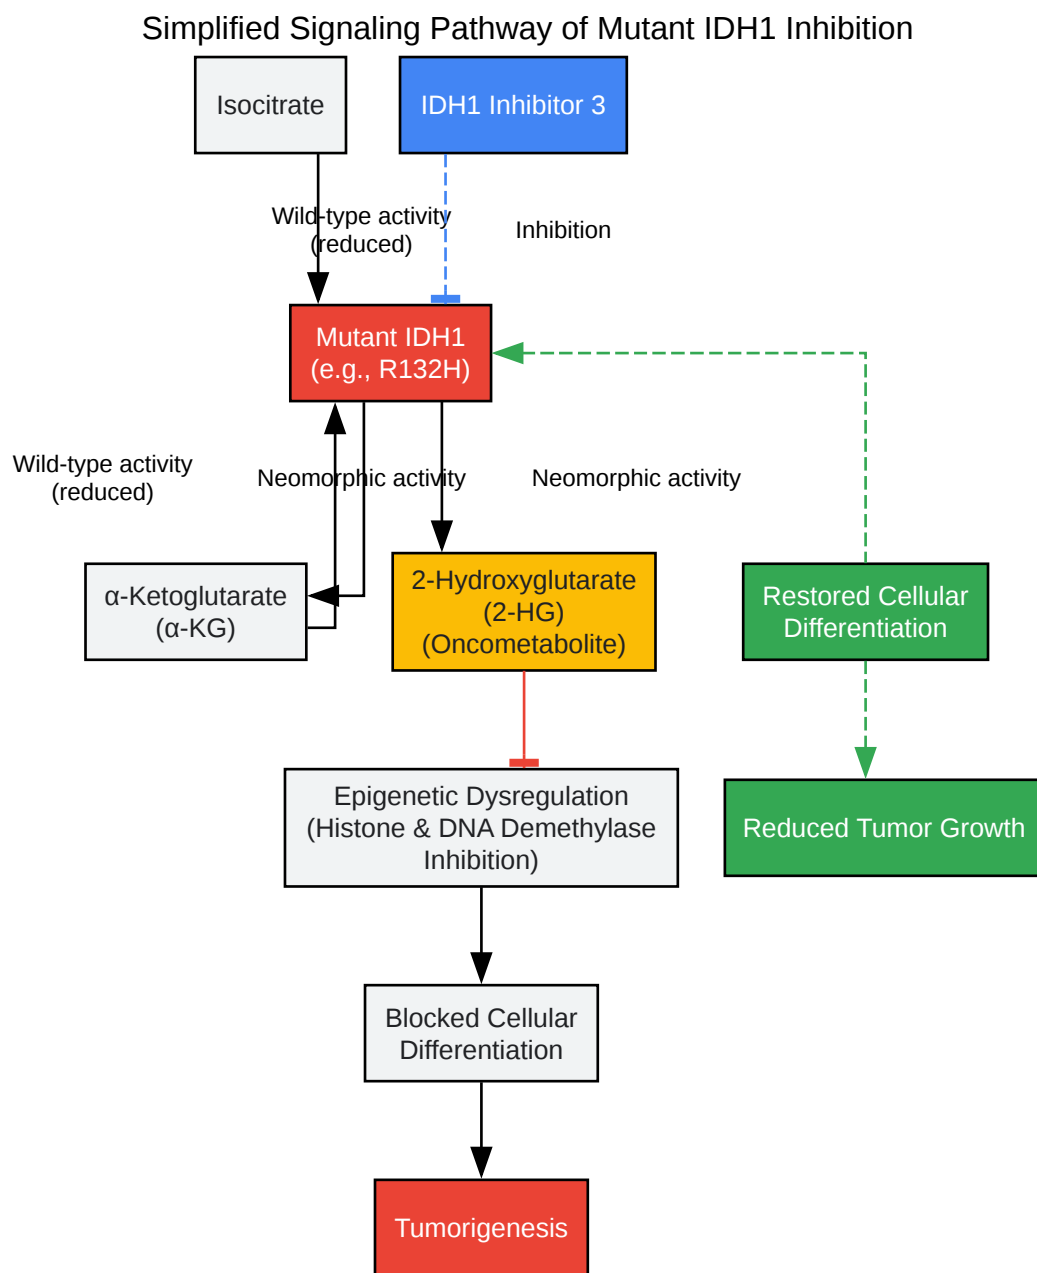 Simplified Signaling Pathway of Mutant IDH1 Inhibition
Isocitrate
IDH1 Inhibitor 3
Wild-type activity
(reduced)
Inhibition
Mutant IDH1
(e.g., R132H)
Wild-type activity
(reduced)
Neomorphic activity
Neomorphic activity
α-Ketoglutarate
(α-KG)
2-Hydroxyglutarate
(2-HG)
(Oncometabolite)
Restored Cellular
Differentiation
Epigenetic Dysregulation
(Histone & DNA Demethylase
Inhibition)
Reduced Tumor Growth
Blocked Cellular
Differentiation
Tumorigenesis